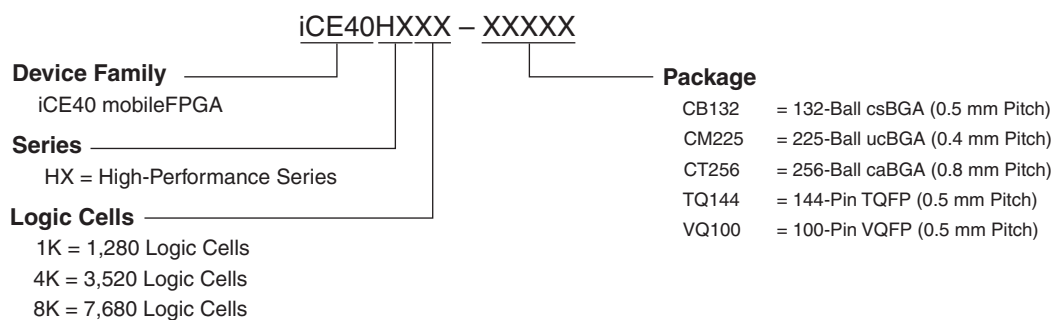 iCE40HXXX – XXXXX
Device Family
iCE40 mobileFPGA
Series
HX = High-Performance Series
Logic Cells
1K = 1,280 Logic Cells
4K = 3,520 Logic Cells
8K = 7,680 Logic Cells
Package
CB132 = 132-Ball csBGA (0.5 mm Pitch)
CM225 = 225-Ball ucBGA (0.4 mm Pitch)
CT256 = 256-Ball caBGA (0.8 mm Pitch)
TQ144 = 144-Pin TQFP (0.5 mm Pitch)
VQ100 = 100-Pin VQFP (0.5 mm Pitch)